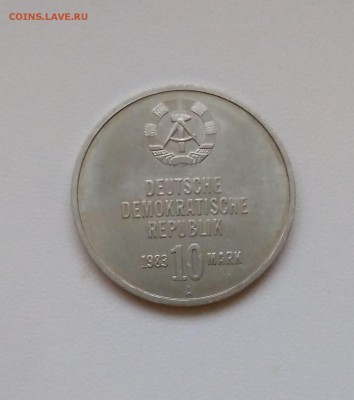 COINS.LAVE.RU
DEUTSCHE
DEMOKRATISCHE
REPUBLIK
1983 10 MARK
A